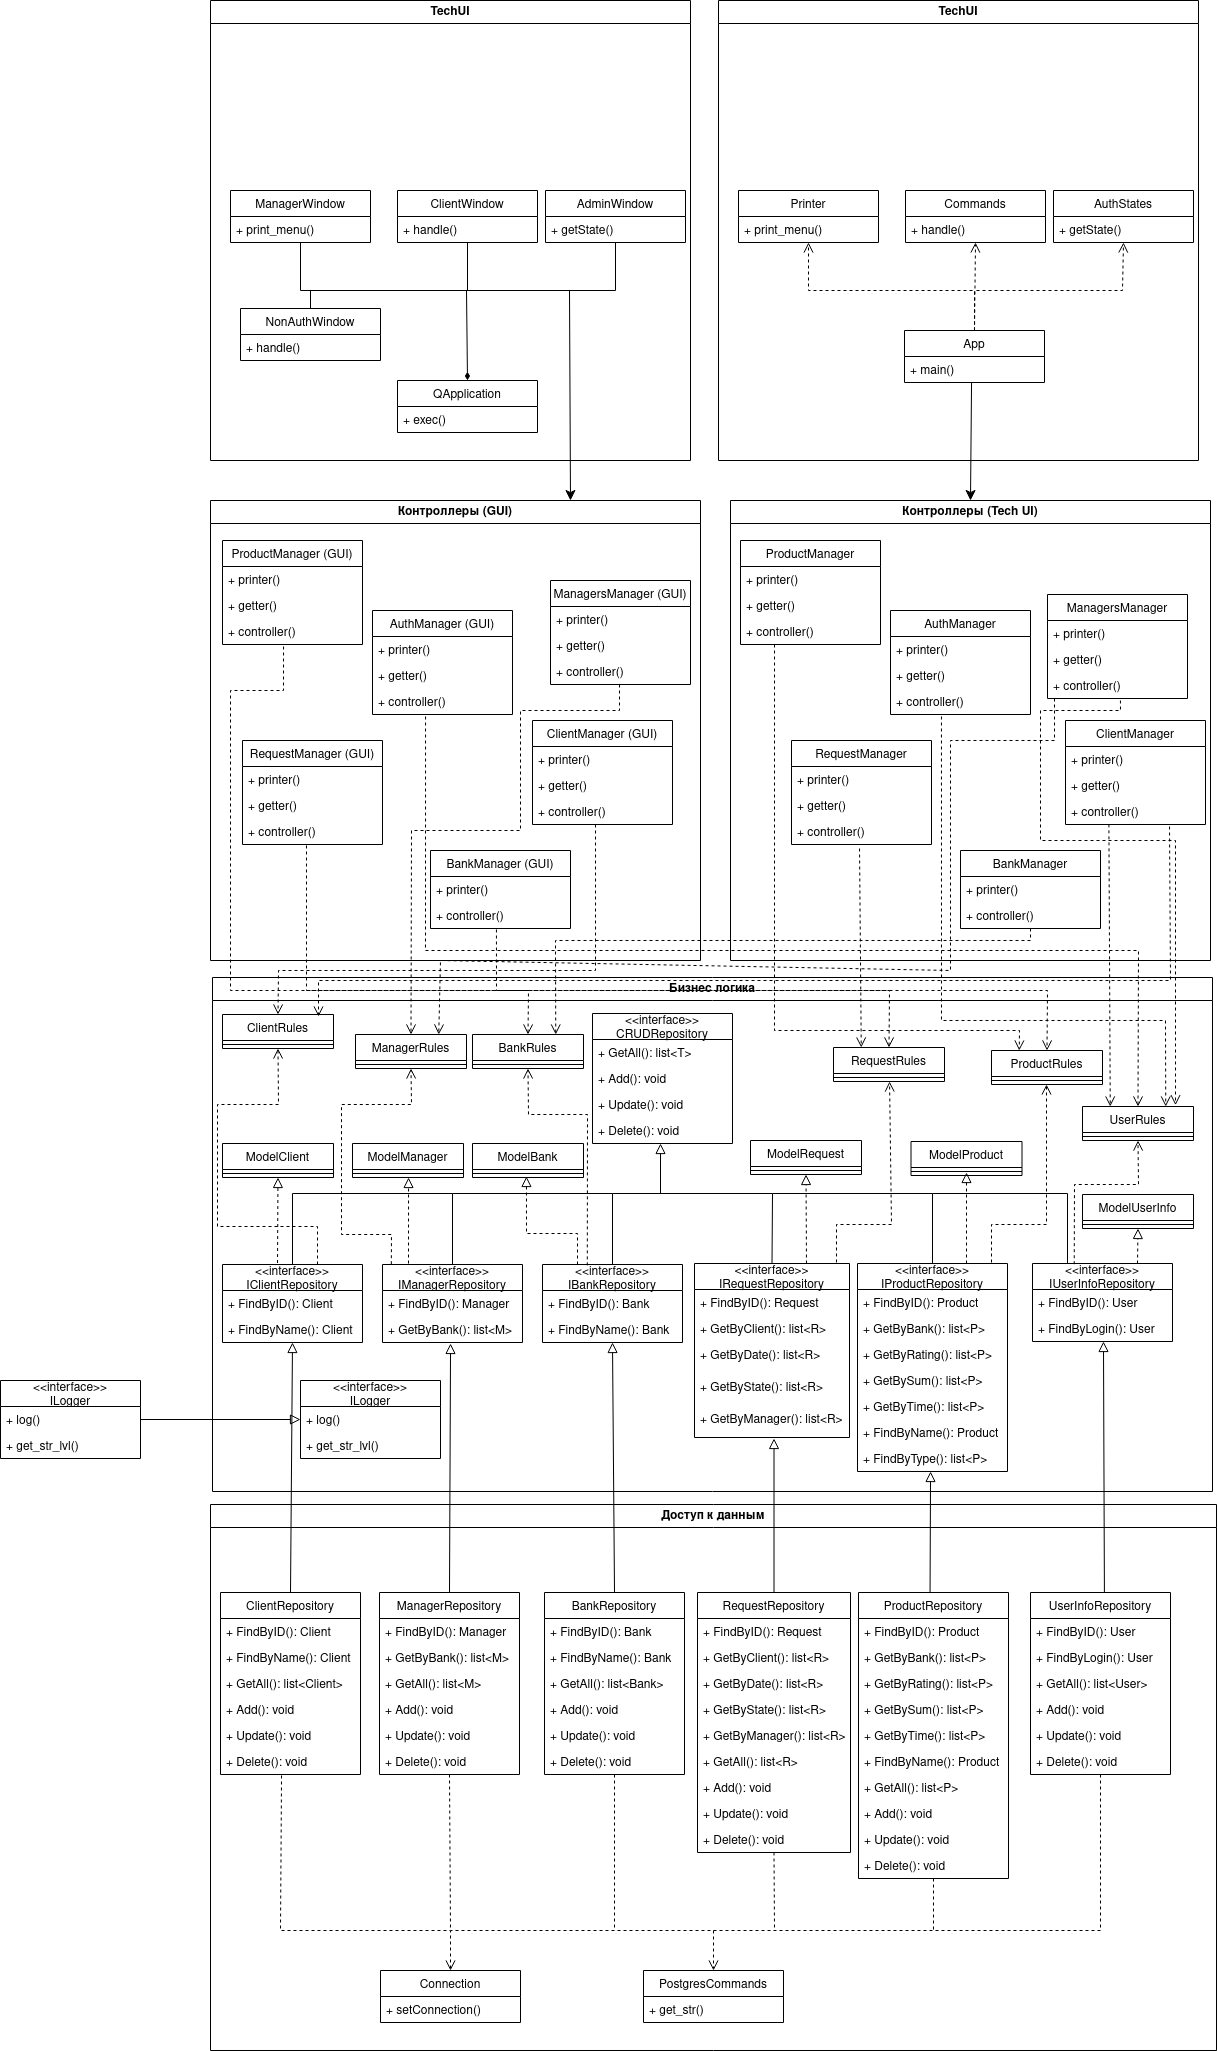 TechUI
ManagerWindow
+ print_menu()
ClientWindow
+ handle()
AdminWindow
+ getState()
NonAuthWindow
+ handle()
QApplication
+ exec()
TechUI
Printer
+ print_menu()
Commands
+ handle()
AuthStates
+ getState()
App
+ main()
Контроллеры (GUI)
ProductManager (GUI)
+ printer()
+ getter()
+ controller()
AuthManager (GUI)
+ printer()
+ getter()
+ controller()
ManagersManager (GUI)
+ printer()
+ getter()
+ controller()
RequestManager (GUI)
+ printer()
+ getter()
+ controller()
ClientManager (GUI)
+ printer()
+ getter()
+ controller()
BankManager (GUI)
+ printer()
+ controller()
Контроллеры (Tech UI)
ProductManager
+ printer()
+ getter()
+ controller()
AuthManager
+ printer()
+ getter()
+ controller()
ManagersManager
+ printer()
+ getter()
+ controller()
RequestManager
+ printer()
+ getter()
+ controller()
ClientManager
+ printer()
+ getter()
+ controller()
BankManager
+ printer()
+ controller()
Бизнес логика
ClientRules
ManagerRules
BankRules
<<interface>>
CRUDRepository
+ GetAll(): list<T>
+ Add(): void
+ Update(): void
+ Delete(): void
RequestRules
ProductRules
UserRules
ModelClient
ModelManager
ModelBank
ModelRequest
ModelProduct
ModelUserInfo
<<interface>>
IClientRepository
+ FindByID(): Client
+ FindByName(): Client
<<interface>>
IManagerRepository
+ FindByID(): Manager
+ GetByBank(): list<M>
<<interface>>
IBankRepository
+ FindByID(): Bank
+ FindByName(): Bank
<<interface>>
IRequestRepository
+ FindByID(): Request
+ GetByClient(): list<R>
+ GetByDate(): list<R>
+ GetByState(): list<R>
+ GetByManager(): list<R>
<<interface>>
IProductRepository
+ FindByID(): Product
+ GetByBank(): list<P>
+ GetByRating(): list<P>
+ GetBySum(): list<P>
+ GetByTime(): list<P>
+ FindByName(): Product
+ FindByType(): list<P>
<<interface>>
IUserInfoRepository
+ FindByID(): User
+ FindByLogin(): User
<<interface>>
ILogger
+ log()
+ get_str_lvl()
<<interface>>
ILogger
+ log()
+ get_str_lvl()
Доступ к данным
ClientRepository
+ FindByID(): Client
+ FindByName(): Client
+ GetAll(): list<Client>
+ Add(): void
+ Update(): void
+ Delete(): void
ManagerRepository
+ FindByID(): Manager
+ GetByBank(): list<M>
+ GetAll(): list<M>
+ Add(): void
+ Update(): void
+ Delete(): void
BankRepository
+ FindByID(): Bank
+ FindByName(): Bank
+ GetAll(): list<Bank>
+ Add(): void
+ Update(): void
+ Delete(): void
RequestRepository
+ FindByID(): Request
+ GetByClient(): list<R>
+ GetByDate(): list<R>
+ GetByState(): list<R>
+ GetByManager(): list<R>
+ GetAll(): list<R>
+ Add(): void
+ Update(): void
+ Delete(): void
ProductRepository
+ FindByID(): Product
+ GetByBank(): list<P>
+ GetByRating(): list<P>
+ GetBySum(): list<P>
+ GetByTime(): list<P>
+ FindByName(): Product
+ GetAll(): list<P>
+ Add(): void
+ Update(): void
+ Delete(): void
UserInfoRepository
+ FindByID(): User
+ FindByLogin(): User
+ GetAll(): list<User>
+ Add(): void
+ Update(): void
+ Delete(): void
Connection
+ setConnection()
PostgresCommands
+ get_str()